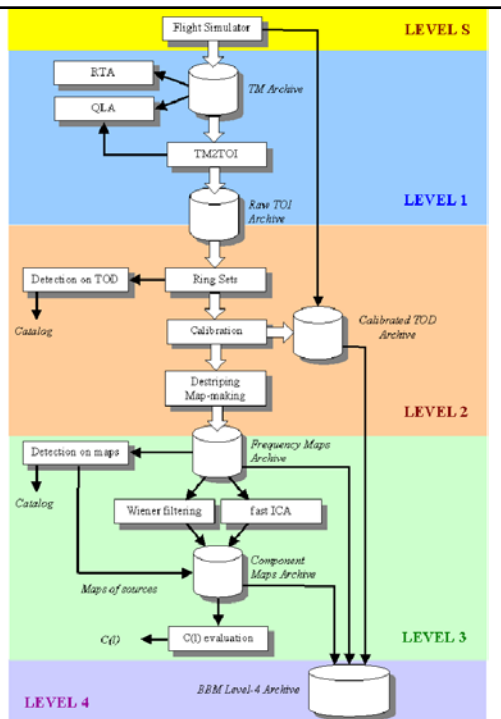 Flight Simulator
LEVEL S
RTA
QLA
TM Archive
TM2TOI
Raw TOI
Archive
LEVEL 1
Detection on TOD
Ring Sets
Catalog
Calibration
Calibrated TOD
Archive
Destriping
Map-making
LEVEL 2
Detection on maps
Frequency Maps
Archive
Catalog
Wiener filtering
fast ICA
Component
Maps Archive
Maps of sources
C(l)
C(l) evaluation
LEVEL 3
LEVEL 4
BBM Level-4 Archive